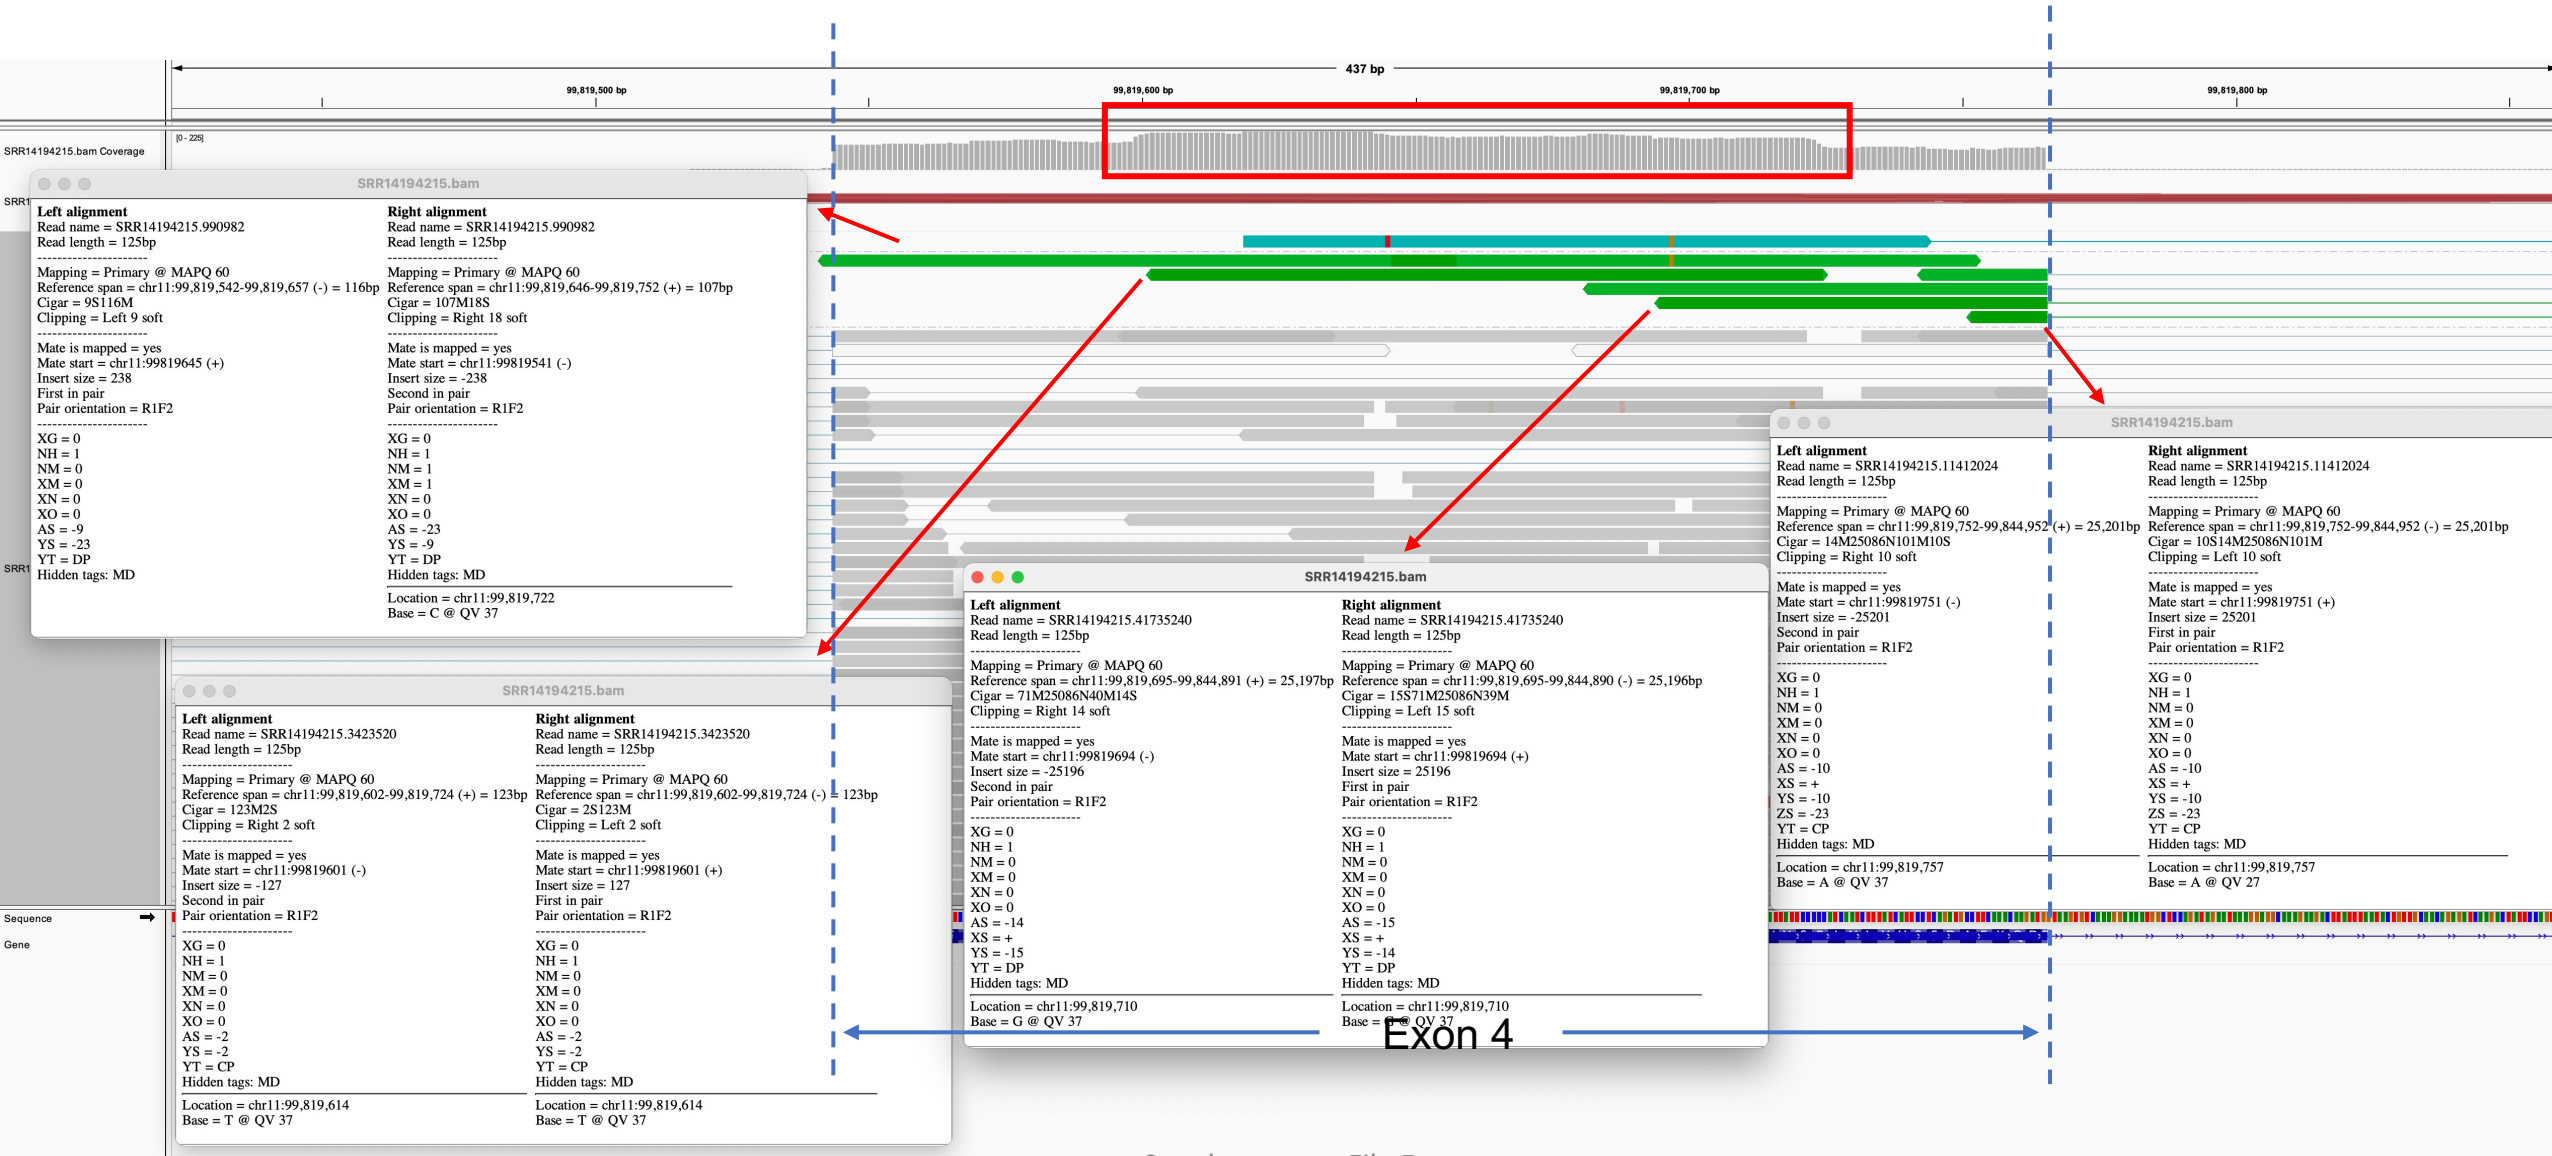 437 bp
99,819,500 bp
99,819,600 bp
99,819,700 bp
99,819,800 bp
[0 - 225]
SRR14194215.bam Coverage
SRR1
SRR1
SRR14194215.bam
Left alignment
Read name = SRR14194215.990982
Read length = 125bp
----------------------
Mapping = Primary @ MAPQ 60
Reference span = chr11:99,819,542-99,819,657 (-) = 116bp
Cigar = 9S116M
Clipping = Left 9 soft
----------------------
Mate is mapped = yes
Mate start = chr11:99819645 (+)
Insert size = 238
First in pair
Pair orientation = R1F2
----------------------
XG = 0
NH = 1
NM = 0
XM = 0
XN = 0
XO = 0
AS = -9
YS = -23
YT = DP
Hidden tags: MD
Right alignment
Read name = SRR14194215.990982
Read length = 125bp
----------------------
Mapping = Primary @ MAPQ 60
Reference span = chr11:99,819,646-99,819,752 (+) = 107bp
Cigar = 107M18S
Clipping = Right 18 soft
----------------------
Mate is mapped = yes
Mate start = chr11:99819541 (-)
Insert size = -238
Second in pair
Pair orientation = R1F2
----------------------
XG = 0
NH = 1
NM = 1
XM = 1
XN = 0
XO = 0
AS = -23
YS = -9
YT = DP
Hidden tags: MD
Location = chr11:99,819,722
Base = C @ QV 37
SRR14194215.bam
Left alignment
Read name = SRR14194215.11412024
Read length = 125bp
----------------------
Mapping = Primary @ MAPQ 60
Reference span = chr11:99,819,752-99,844,952 (+) = 25,201bp
Cigar = 14M25086N101M10S
Clipping = Right 10 soft
----------------------
Mate is mapped = yes
Mate start = chr11:99819751 (-)
Insert size = -25201
Second in pair
Pair orientation = R1F2
----------------------
XG = 0
NH = 1
NM = 0
XM = 0
XN = 0
XO = 0
AS = -10
XS = +
YS = -10
ZS = -23
YT = CP
Hidden tags: MD
Location = chr11:99,819,757
Base = A @ QV 37
Right alignment
Read name = SRR14194215.11412024
Read length = 125bp
----------------------
Mapping = Primary @ MAPQ 60
Reference span = chr11:99,819,752-99,844,952 (-) = 25,201bp
Cigar = 10S14M25086N101M
Clipping = Left 10 soft
----------------------
Mate is mapped = yes
Mate start = chr11:99819751 (+)
Insert size = 25201
First in pair
Pair orientation = R1F2
----------------------
XG = 0
NH = 1
NM = 0
XM = 0
XN = 0
XO = 0
AS = -10
XS = +
YS = -10
ZS = -23
YT = CP
Hidden tags: MD
Location = chr11:99,819,757
Base = A @ QV 27
SRR14194215.bam
Left alignment
Read name = SRR14194215.41735240
Read length = 125bp
----------------------
Mapping = Primary @ MAPQ 60
Reference span = chr11:99,819,695-99,844,891 (+) = 25,197bp
Cigar = 71M25086N40M14S
Clipping = Right 14 soft
----------------------
Mate is mapped = yes
Mate start = chr11:99819694 (-)
Insert size = -25196
Second in pair
Pair orientation = R1F2
----------------------
XG = 0
NH = 1
NM = 0
XM = 0
XN = 0
XO = 0
AS = -14
XS = +
YS = -15
YT = DP
Hidden tags: MD
Location = chr11:99,819,710
Base = G @ QV 37
Right alignment
Read name = SRR14194215.41735240
Read length = 125bp
----------------------
Mapping = Primary @ MAPQ 60
Reference span = chr11:99,819,695-99,844,890 (-) = 25,196bp
Cigar = 15S71M25086N39M
Clipping = Left 15 soft
----------------------
Mate is mapped = yes
Mate start = chr11:99819694 (+)
Insert size = 25196
First in pair
Pair orientation = R1F2
----------------------
XG = 0
NH = 1
NM = 0
XM = 0
XN = 0
XO = 0
AS = -15
XS = +
YS = -14
YT = DP
Hidden tags: MD
Location = chr11:99,819,710
Base = G @ QV 37
SRR14194215.bam
Left alignment
Read name = SRR14194215.3423520
Read length = 125bp
----------------------
Mapping = Primary @ MAPQ 60
Reference span = chr11:99,819,602-99,819,724 (+) = 123bp
Cigar = 123M2S
Clipping = Right 2 soft
----------------------
Mate is mapped = yes
Mate start = chr11:99819601 (-)
Insert size = -127
Second in pair
Pair orientation = R1F2
----------------------
XG = 0
NH = 1
NM = 0
XM = 0
XN = 0
XO = 0
AS = -2
YS = -2
YT = CP
Hidden tags: MD
Location = chr11:99,819,614
Base = T @ QV 37
Right alignment
Read name = SRR14194215.3423520
Read length = 125bp
----------------------
Mapping = Primary @ MAPQ 60
Reference span = chr11:99,819,602-99,819,724 (-) = 123bp
Cigar = 2S123M
Clipping = Left 2 soft
----------------------
Mate is mapped = yes
Mate start = chr11:99819601 (+)
Insert size = 127
First in pair
Pair orientation = R1F2
----------------------
XG = 0
NH = 1
NM = 0
XM = 0
XN = 0
XO = 0
AS = -2
YS = -2
YT = CP
Hidden tags: MD
Location = chr11:99,819,614
Base = T @ QV 37
Sequence
Gene
Exon 4